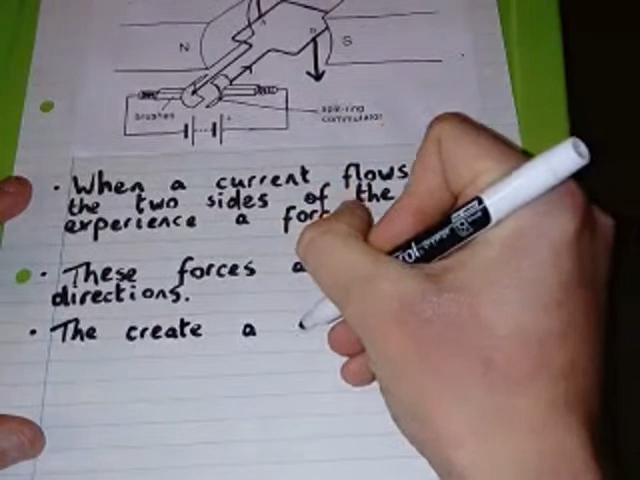 N
S
brushes
split-ring
commutator
When a current flows
the two sides of the
experience a
These forces
directions.
The create a